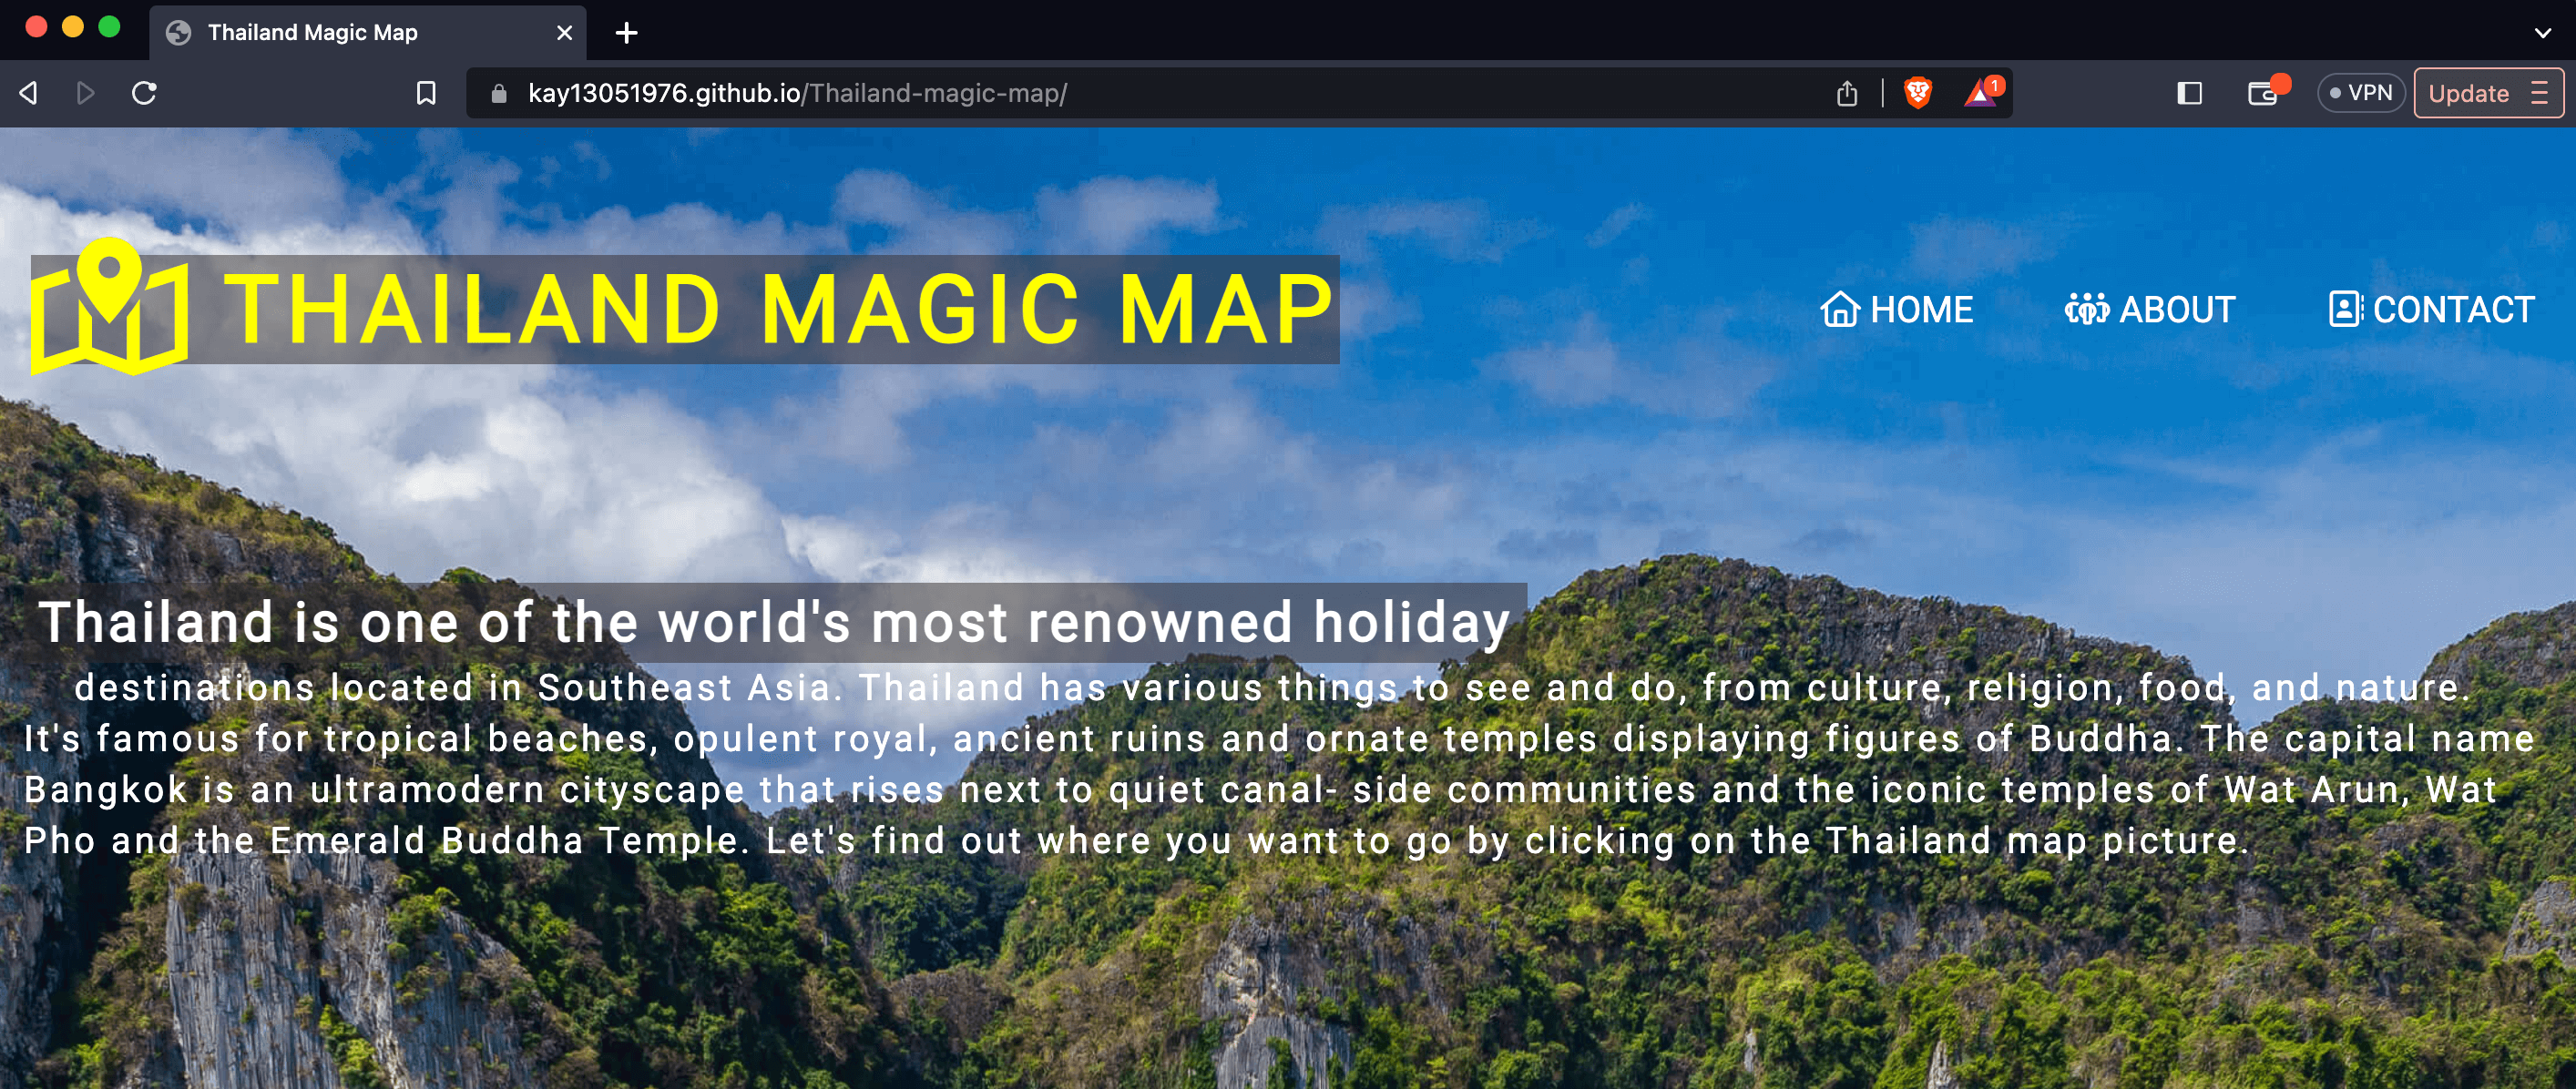 Thailand Magic Map
kay13051976.github.io/Thailand-magic-map/
1
VPN
Update
THAILAND MAGIC MAP
HOME
ABOUT
CONTACT
Thailand is one of the world's most renowned holiday
destinations located in Southeast Asia. Thailand has various things to see and do, from culture, religion, food, and nature.
It's famous for tropical beaches, opulent royal, ancient ruins and ornate temples displaying figures of Buddha. The capital name
Bangkok is an ultramodern cityscape that rises next to quiet canal- side communities and the iconic temples of Wat Arun, Wat
Pho and the Emerald Buddha Temple. Let's find out where you want to go by clicking on the Thailand map picture.